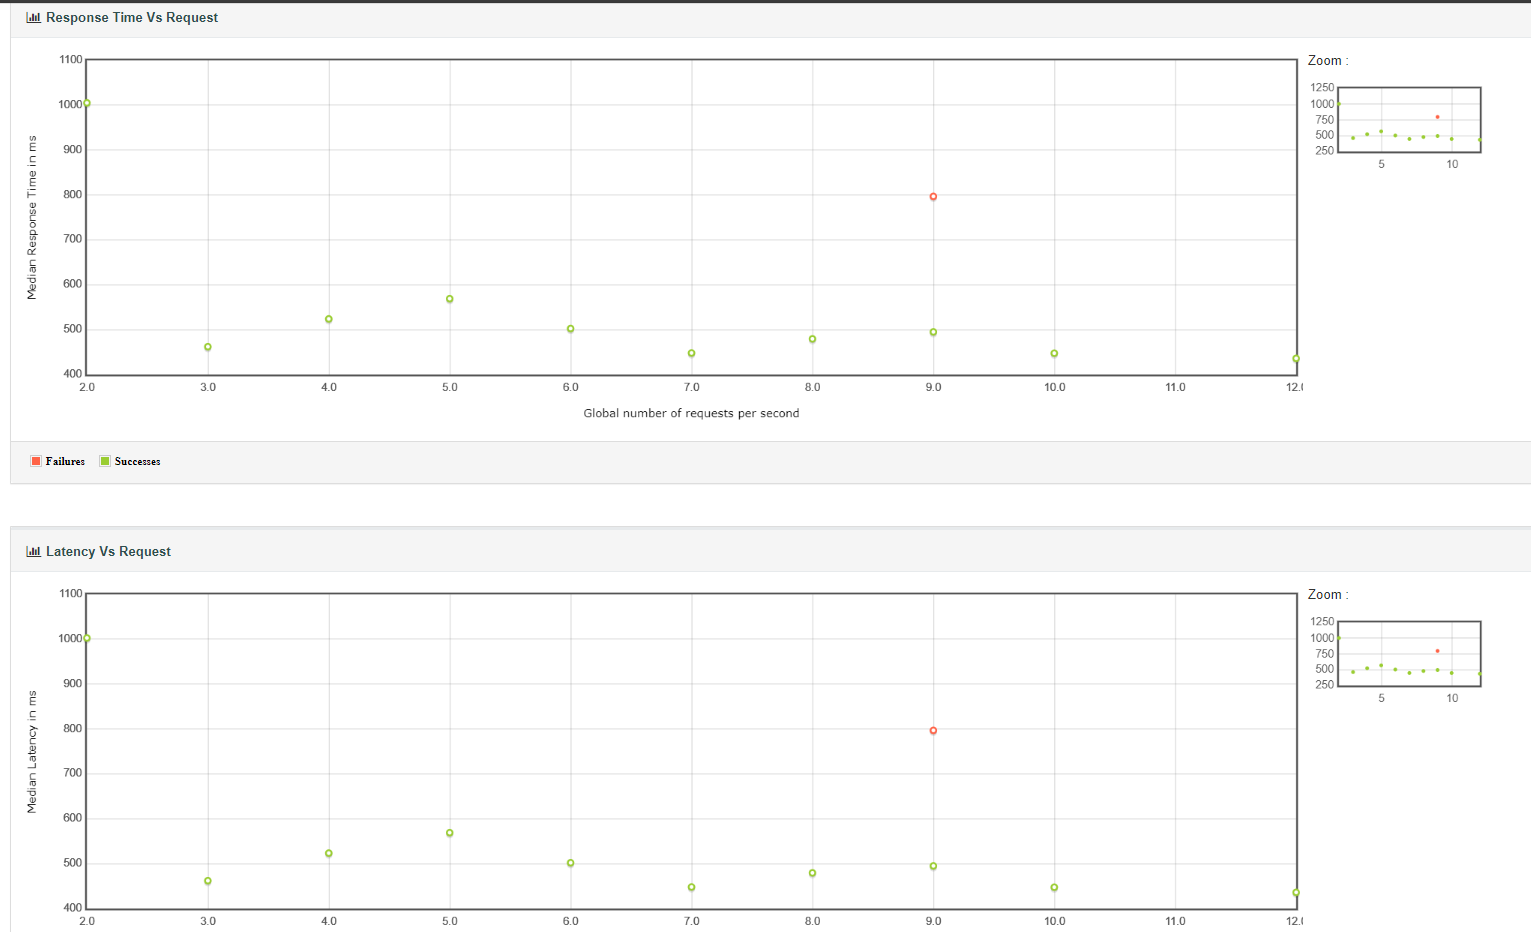 Response Time Vs Request
Zoom :
1100
1000
900
800
700
600
500
400
Median Response Time in ms
2.0 3.0 4.0 5.0 6.0 7.0 8.0 9.0 10.0 11.0 12.0
Global number of requests per second
1250
1000
750
500
250
5 10
Failures Successes
Latency Vs Request
Zoom :
1100
1000
900
800
700
600
500
400
Median Latency in ms
2.0 3.0 4.0 5.0 6.0 7.0 8.0 9.0 10.0 11.0 12.0
1250
1000
750
500
250
5 10